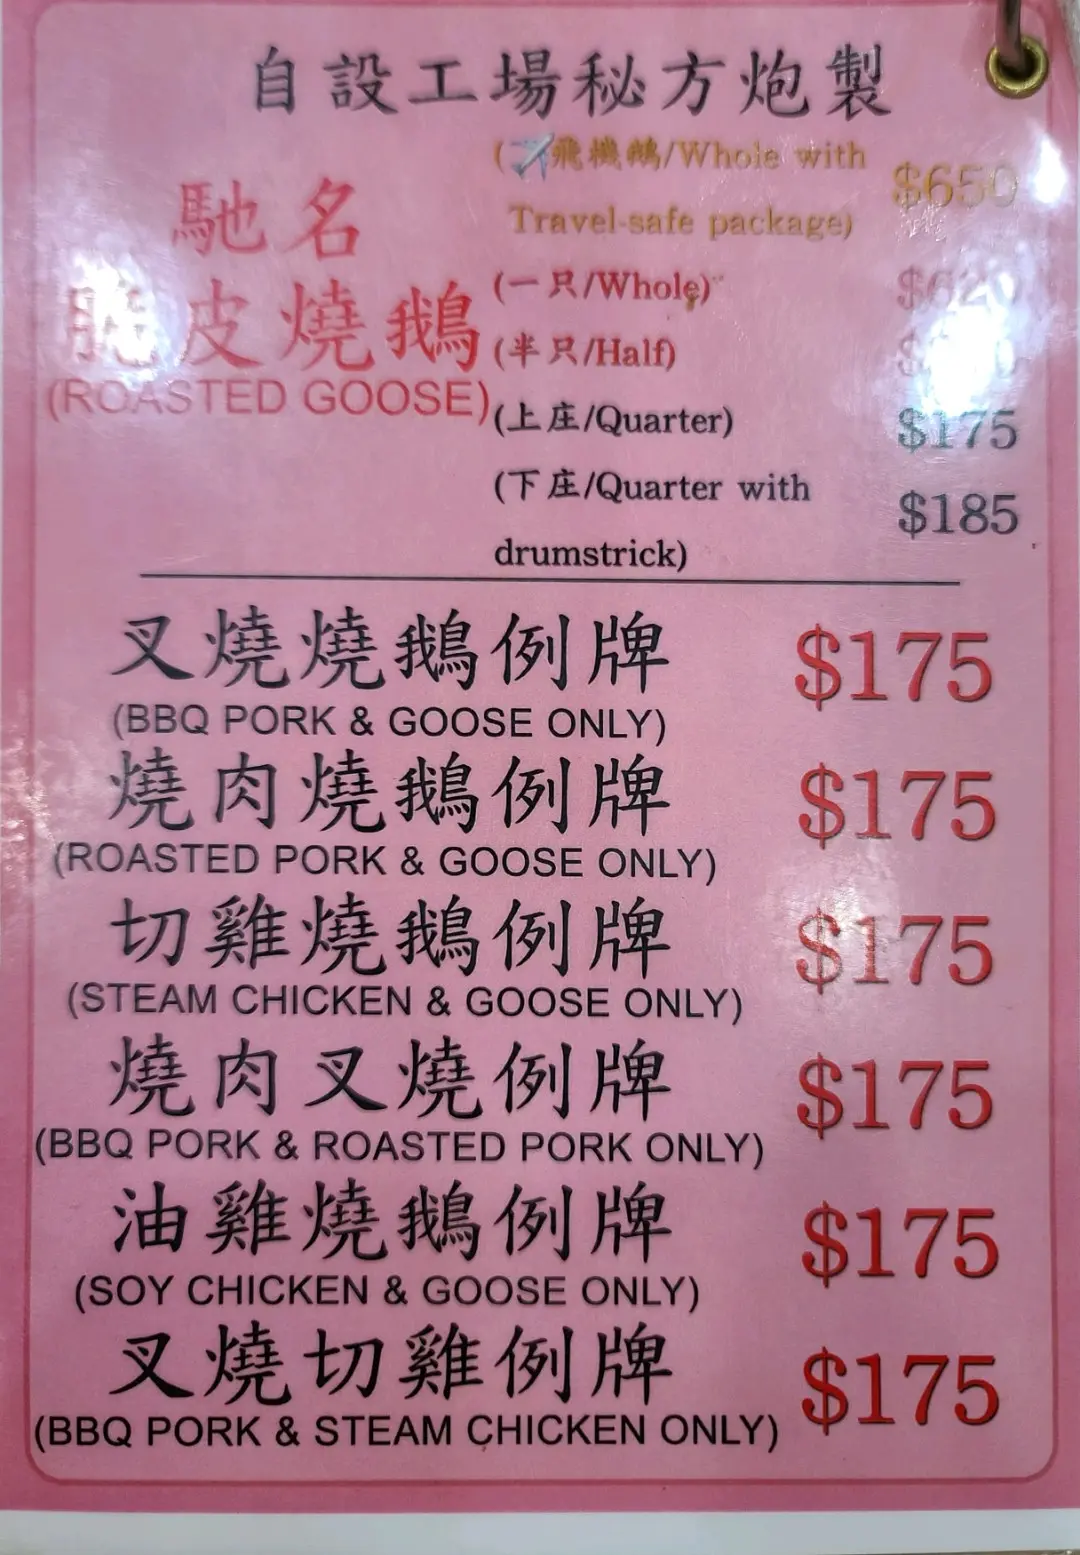 自設工場秘方炮製
(✈飛機鵝/Whole with
Travel-safe package) $650
馳名
脆皮燒鵝
(ROASTED GOOSE)
(一只/Whole) $620
(半只/Half)
(上庄/Quarter) $175
(下庄/Quarter with
drumstrick) $185
叉燒燒鵝例牌 $175
(BBQ PORK & GOOSE ONLY)
燒肉燒鵝例牌 $175
(ROASTED PORK & GOOSE ONLY)
切雞燒鵝例牌 $175
(STEAM CHICKEN & GOOSE ONLY)
燒肉叉燒例牌 $175
(BBQ PORK & ROASTED PORK ONLY)
油雞燒鵝例牌 $175
(SOY CHICKEN & GOOSE ONLY)
叉燒切雞例牌 $175
(BBQ PORK & STEAM CHICKEN ONLY)